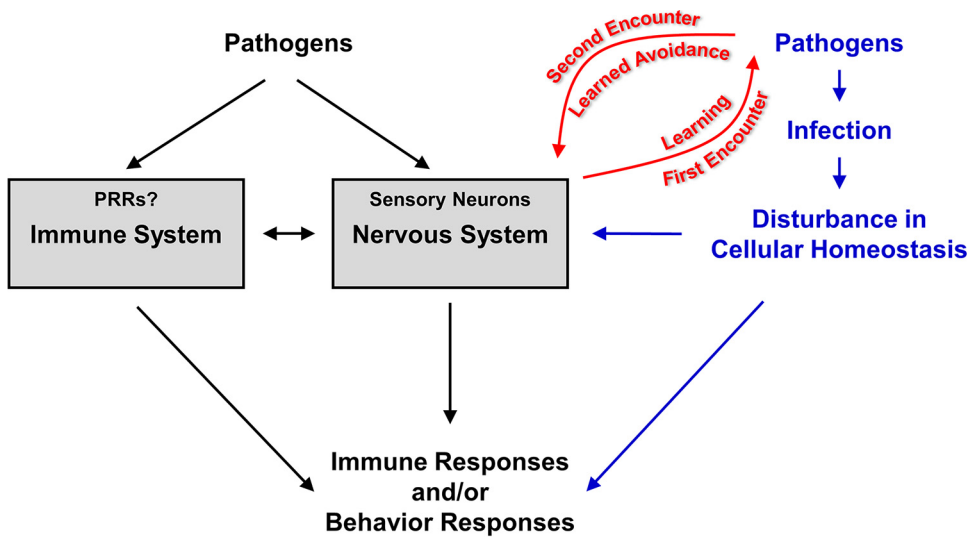 Pathogens
Second Encounter
Learned Avoidance
Learning
First Encounter
Pathogens
Infection
Disturbance in
Cellular Homeostasis
PRRs?
Immune System
Sensory Neurons
Nervous System
Immune Responses
and/or
Behavior Responses